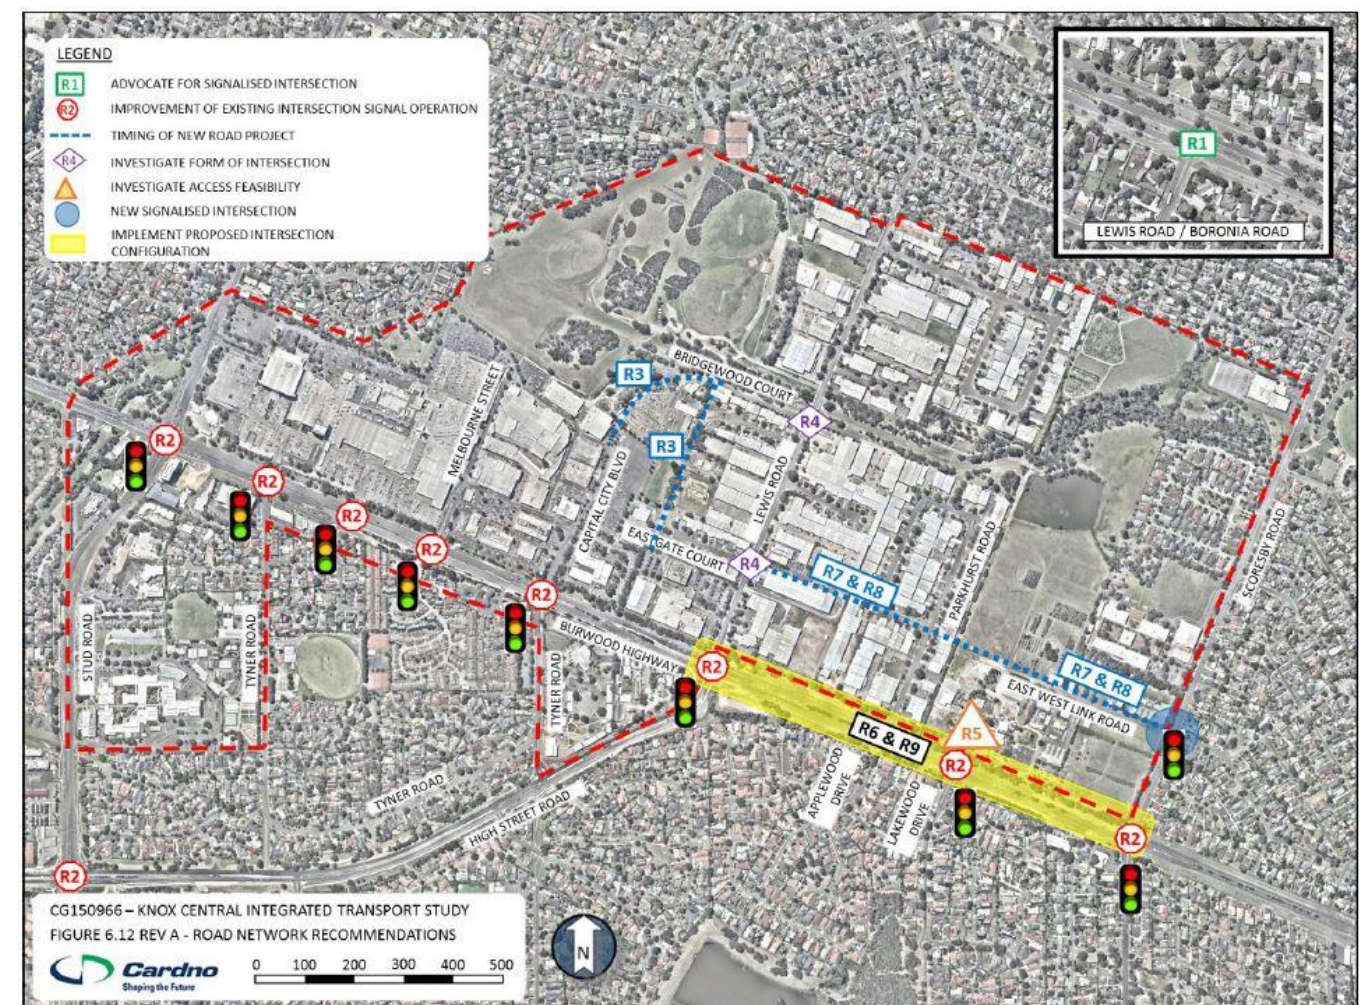 LEGEND
R1 ADVOCATE FOR SIGNALISED INTERSECTION
R2 IMPROVEMENT OF EXISTING INTERSECTION SIGNAL OPERATION
TIMING OF NEW ROAD PROJECT
R4 INVESTIGATE FORM OF INTERSECTION
INVESTIGATE ACCESS FEASIBILITY
NEW SIGNALISED INTERSECTION
IMPLEMENT PROPOSED INTERSECTION
CONFIGURATION
R1
LEWIS ROAD / BORONIA ROAD
BRIDGEWOOD COURT
R3
MELBOURNE STREET
R4
R2
R3
LEWIS ROAD
R2
CAPITAL CITY BLVD
R2
EASTGATE COURT
R2
R4
R7 & R8
PARKHURST ROAD
SCORESBY ROAD
R2
STUD ROAD
TYNER ROAD
BURWOOD HIGHWAY
TYNER ROAD
R2
R7 & R8
EAST WEST LINK ROAD
R6 & R9
R5
R2
APPLEWOOD
DRIVE
LAKEWOOD
DRIVE
TYNER ROAD
HIGH STREET ROAD
R2
R2
CG150966 – KNOX CENTRAL INTEGRATED TRANSPORT STUDY
FIGURE 6.12 REV A - ROAD NETWORK RECOMMENDATIONS
Cardno
Shaping the Future
0 100 200 300 400 500
N